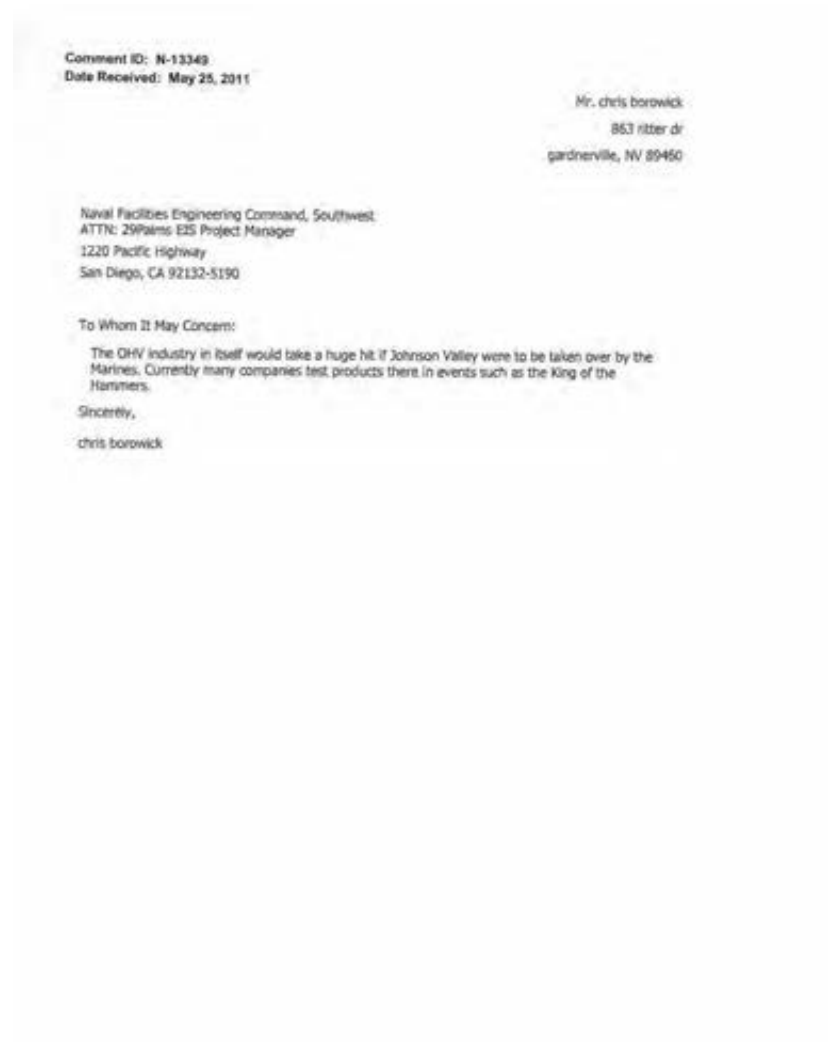 Comment ID: N-13349
Date Received: May 25, 2011
Mr. chris borowick
863 ritter dr
gardnerville, NV 89460
Naval Facilities Engineering Command, Southwest
ATTN: 29Palms EIS Project Manager
1220 Pacific Highway
San Diego, CA 92132-5190
To Whom It May Concern:
The OHV industry in itself would take a huge hit if Johnson Valley were to be taken over by the
Marines. Currently many companies test products there in events such as the King of the
Hammers.
Sincerely,
chris borowick